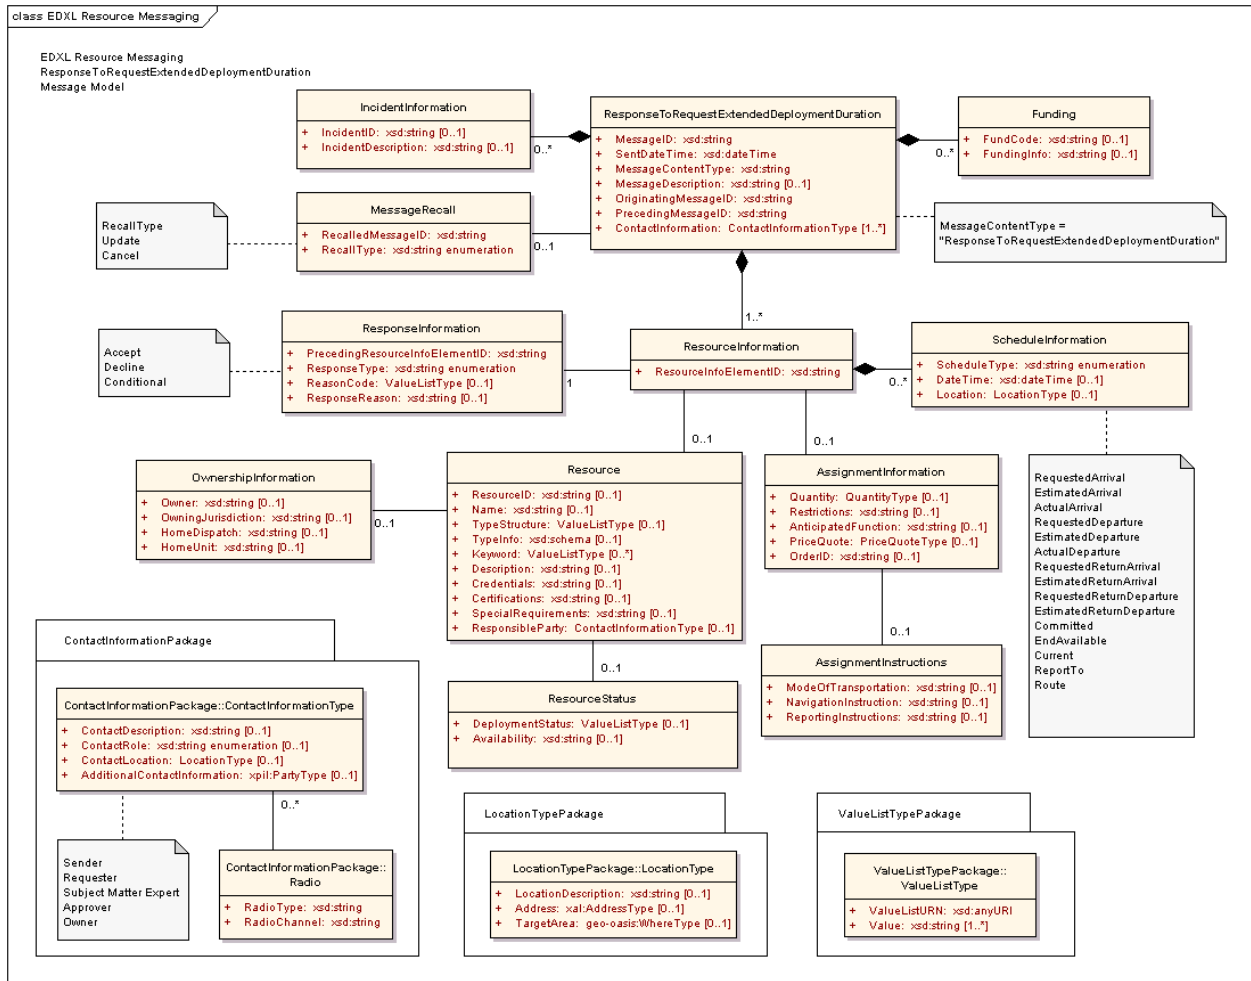 class EDXL Resource Messaging
EDXL Resource Messaging
ResponseToRequestExtendedDeploymentDuration
Message Model
IncidentInformation
+ IncidentID: xsd:string [0..1]
+ IncidentDescription: xsd:string [0..1]
0..*
ResponseToRequestExtendedDeploymentDuration
+ MessageID: xsd:string
+ SentDateTime: xsd:dateTime
+ MessageContentType: xsd:string
+ MessageDescription: xsd:string [0..1]
+ OriginatingMessageID: xsd:string
+ PrecedingMessageID: xsd:string
+ ContactInformation: ContactInformationType [1..*]
Funding
+ FundCode: xsd:string [0..1]
+ FundingInfo: xsd:string [0..1]
0..*
RecallType
Update
Cancel
MessageRecall
+ RecalledMessageID: xsd:string
+ RecallType: xsd:string enumeration
0..1
MessageContentType =
"ResponseToRequestExtendedDeploymentDuration"
1..*
Accept
Decline
Conditional
ResponseInformation
+ PrecedingResourceInfoElementID: xsd:string
+ ResponseType: xsd:string enumeration
+ ReasonCode: ValueListType [0..1]
+ ResponseReason: xsd:string [0..1]
1
ResourceInformation
+ ResourceInfoElementID: xsd:string
ScheduleInformation
+ ScheduleType: xsd:string enumeration
+ DateTime: xsd:dateTime [0..1]
+ Location: LocationType [0..1]
0..*
0..1
0..1
OwnershipInformation
+ Owner: xsd:string [0..1]
+ OwningJurisdiction: xsd:string [0..1]
+ HomeDispatch: xsd:string [0..1]
+ HomeUnit: xsd:string [0..1]
0..1
Resource
+ ResourceID: xsd:string [0..1]
+ Name: xsd:string [0..1]
+ TypeStructure: ValueListType [0..1]
+ TypeInfo: xsd:schema [0..1]
+ Keyword: ValueListType [0..*]
+ Description: xsd:string [0..1]
+ Credentials: xsd:string [0..1]
+ Certifications: xsd:string [0..1]
+ SpecialRequirements: xsd:string [0..1]
+ ResponsibleParty: ContactInformationType [0..1]
0..1
AssignmentInformation
+ Quantity: QuantityType [0..1]
+ Restrictions: xsd:string [0..1]
+ AnticipatedFunction: xsd:string [0..1]
+ PriceQuote: PriceQuoteType [0..1]
+ OrderID: xsd:string [0..1]
0..1
RequestedArrival
EstimatedArrival
ActualArrival
RequestedDeparture
EstimatedDeparture
ActualDeparture
RequestedReturnArrival
EstimatedReturnArrival
RequestedReturnDeparture
EstimatedReturnDeparture
Committed
EndAvailable
Current
ReportTo
Route
AssignmentInstructions
+ ModeOfTransportation: xsd:string [0..1]
+ NavigationInstruction: xsd:string [0..1]
+ ReportingInstructions: xsd:string [0..1]
ResourceStatus
+ DeploymentStatus: ValueListType [0..1]
+ Availability: xsd:string [0..1]
ContactInformationPackage
ContactInformationPackage::ContactInformationType
+ ContactDescription: xsd:string [0..1]
+ ContactRole: xsd:string enumeration [0..1]
+ ContactLocation: LocationType [0..1]
+ AdditionalContactInformation: xpil:PartyType [0..1]
0..*
Sender
Requester
Subject Matter Expert
Approver
Owner
ContactInformationPackage::
Radio
+ RadioType: xsd:string
+ RadioChannel: xsd:string
LocationTypePackage
LocationTypePackage::LocationType
+ LocationDescription: xsd:string [0..1]
+ Address: xal:AddressType [0..1]
+ TargetArea: geo-oasis:WhereType [0..1]
ValueListTypePackage
ValueListTypePackage::
ValueListType
+ ValueListURN: xsd:anyURI
+ Value: xsd:string [1..*]